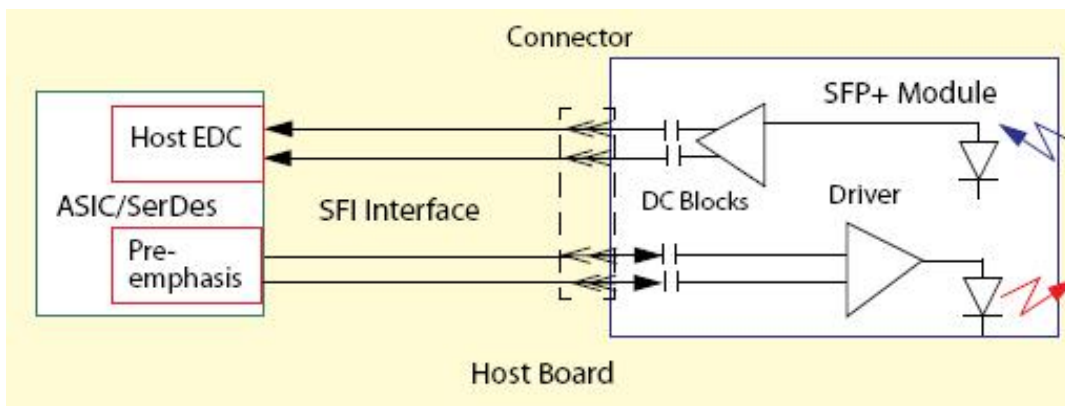 Connector
SFP+ Module
Host EDC
ASIC/SerDes
SFI Interface
DC Blocks
Driver
Pre-
emphasis
Host Board